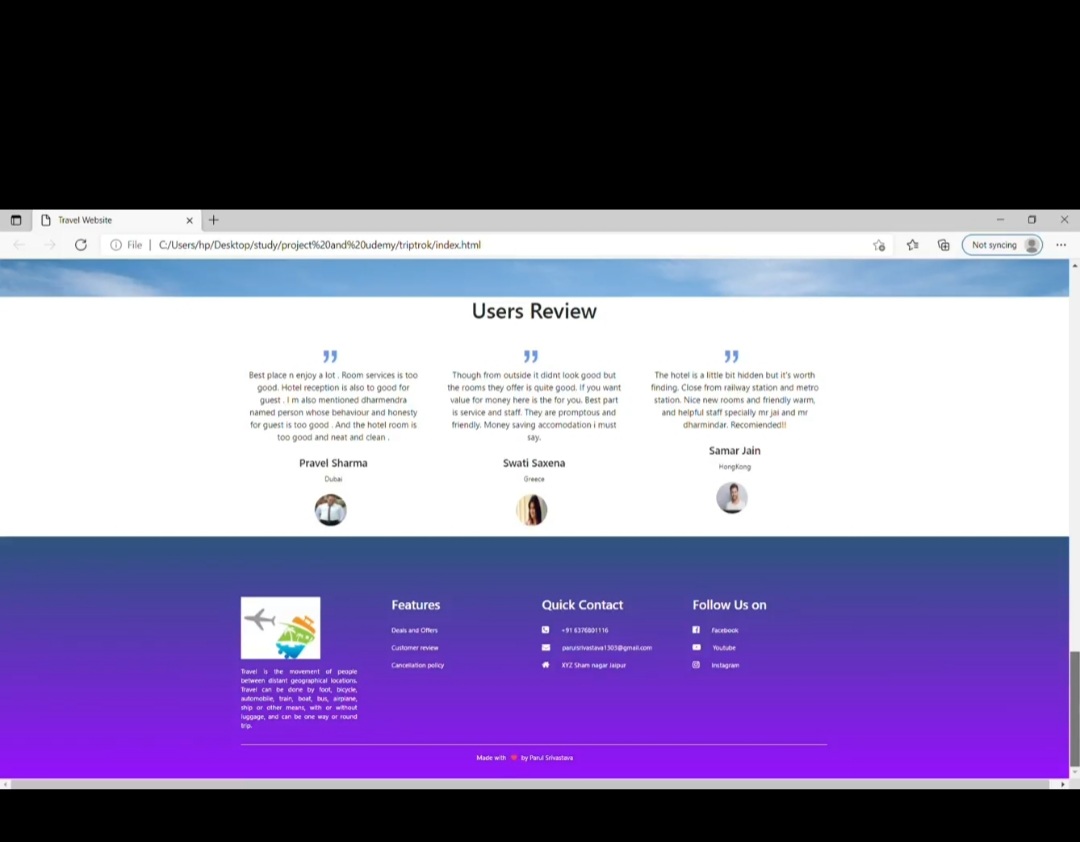 Travel Website
File
C:/Users/hp/Desktop/study/project%20and%20udemy/triptrok/index.html
Not syncing
Users Review
Best place n enjoy a lot . Room services is too
good. Hotel reception is also to good for
guest . I m also mentioned dharmendra
named person whose behaviour and honesty
for guest is too good . And the hotel room is
too good and neat and clean .
Pravel Sharma
Dubai
Though from outside it didnt look good but
the rooms they offer is quite good. If you want
value for money here is the for you. Best part
is service and staff. They are promptous and
friendly. Money saving accomodation i must
say.
Swati Saxena
Greece
The hotel is a little bit hidden but it's worth
finding. Close from railway station and metro
station. Nice new rooms and friendly warm,
and helpful staff specially mr jai and mr
dharmindar. Recomiended!!
Samar Jain
HongKong
Travel is the movement of people
between distant geographical locations.
Travel can be done by foot, bicycle,
automobile, train, boat, bus, airplane,
ship or other means, with or without
luggage, and can be one way or round
trip.
Features
Deals and Offers
Customer review
Cancellation policy
Quick Contact
+91 6376801116
parusrivastava1303@gmail.com
XYZ Sham nagar Jaipur
Follow Us on
Facebook
Youtube
Instagram
Made with ❤ by Parul Srivastava